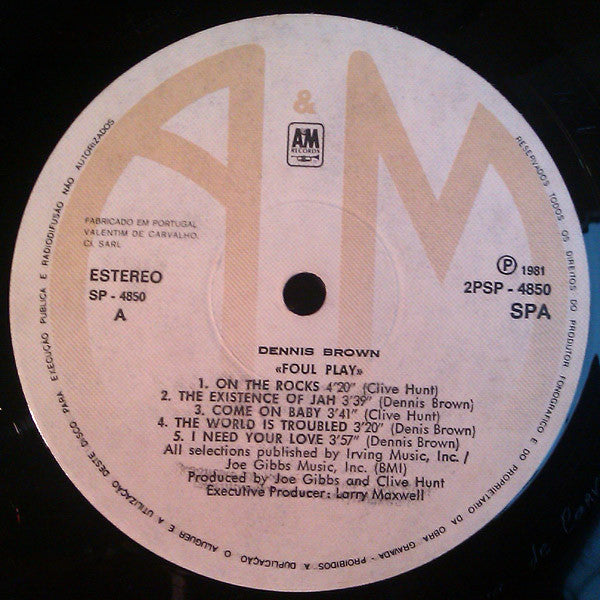 A & M
A&M
RECORDS
FABRICADO EM PORTUGAL
VALENTIM DE CARVALHO,
CI. SARL
ESTEREO
SP - 4850
A
Ⓟ 1981
2PSP - 4850
SPA
DENNIS BROWN
«FOUL PLAY»
1. ON THE ROCKS 4'20" (Clive Hunt)
2. THE EXISTENCE OF JAH 3'39" (Dennis Brown)
3. COME ON BABY 3'41" (Clive Hunt)
4. THE WORLD IS TROUBLED 3'20" (Denis Brown)
5. I NEED YOUR LOVE 3'57" (Dennis Brown)
All selections published by Irving Music, Inc. /
Joe Gibbs Music, Inc. (BMI)
Produced by Joe Gibbs and Clive Hunt
Executive Producer: Larry Maxwell
RESERVADOS TODOS OS DIREITOS DO PRODUTOR FONOGRÁFICO E DO PROPRIETÁRIO DA OBRA GRAVADA - PROIBIDOS A DUPLICAÇÃO O ALUGUER E A UTILIZAÇÃO DESTE DISCO PARA EXECUÇÃO PÚBLICA E RADIODIFUSÃO NÃO AUTORIZADOS